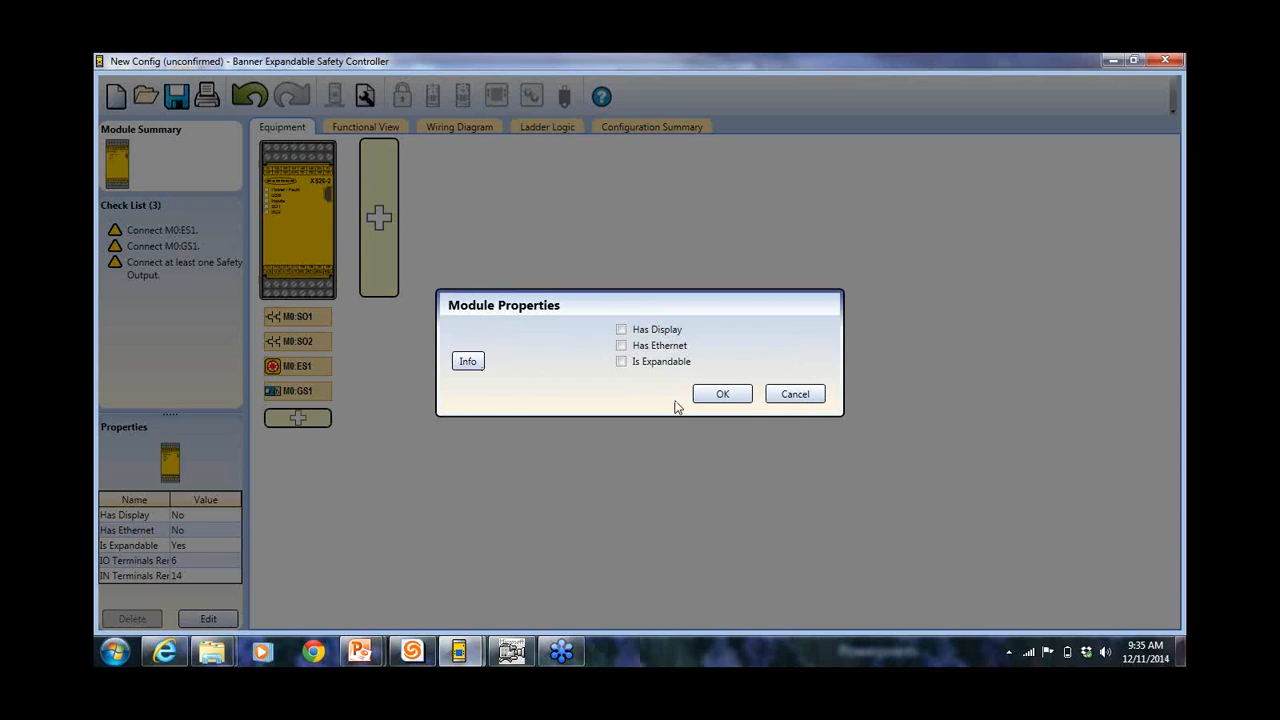 New Config (unconfirmed) - Banner Expandable Safety Controller
Module Summary
Equipment
Functional View
Wiring Diagram
Ladder Logic
Configuration Summary
XS26-2
Check List (3)
Connect M0:ES1.
Connect M0:GS1.
Connect at least one Safety
Output.
M0:SO1
M0:SO2
M0:ES1
M0:GS1
Module Properties
Has Display
Has Ethernet
Is Expandable
Info
OK
Cancel
Properties
Name Value
Has Display No
Has Ethernet No
Is Expandable Yes
IO Terminals Rer 6
IN Terminals Rer 14
Delete
Edit
9:35 AM
12/11/2014